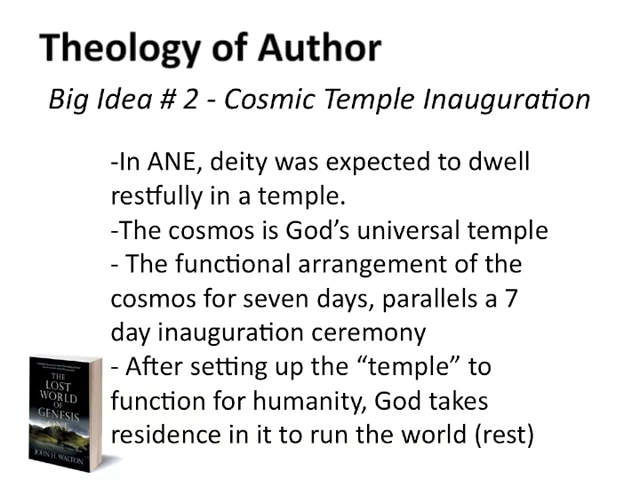 Theology of Author
Big Idea # 2 - Cosmic Temple Inauguration
-In ANE, deity was expected to dwell
restfully in a temple.
-The cosmos is God’s universal temple
- The functional arrangement of the
cosmos for seven days, parallels a 7
day inauguration ceremony
- After setting up the “temple” to
function for humanity, God takes
residence in it to run the world (rest)
THE
LOST
WORLD
OF
GENESIS
ONE
JOHN H. WALTON